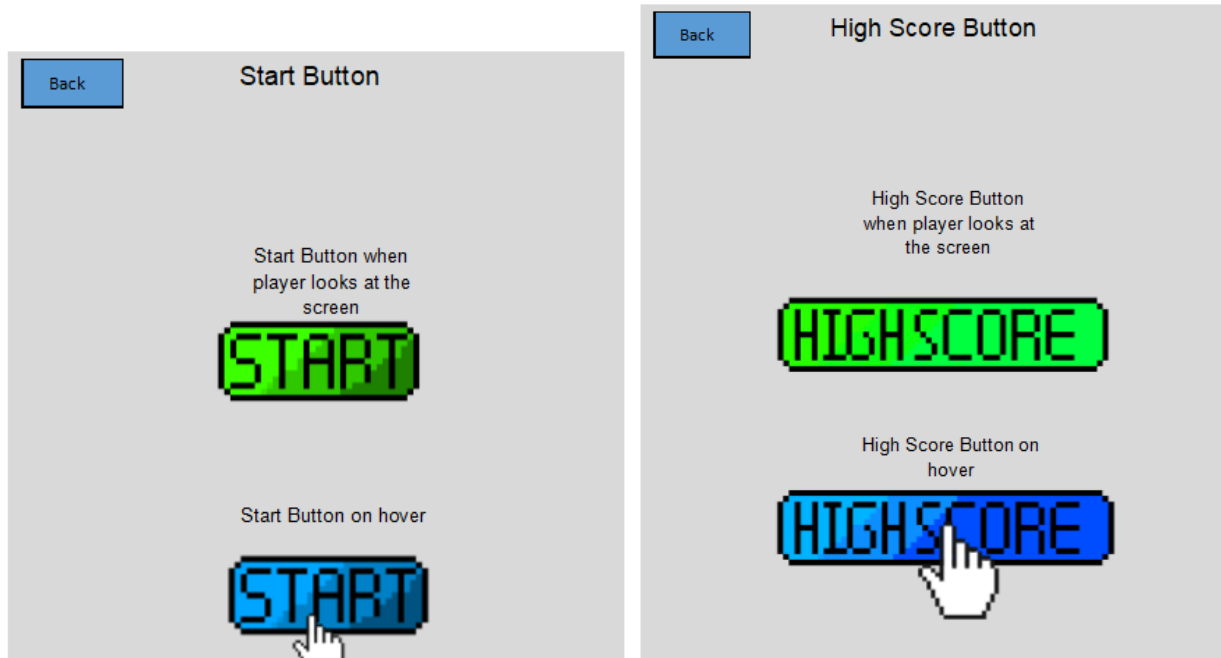 Back
Start Button
Start Button when
player looks at the
screen
START
Start Button on hover
START
Back
High Score Button
High Score Button
when player looks at
the screen
HIGHSCORE
High Score Button on
hover
HIGHSCORE